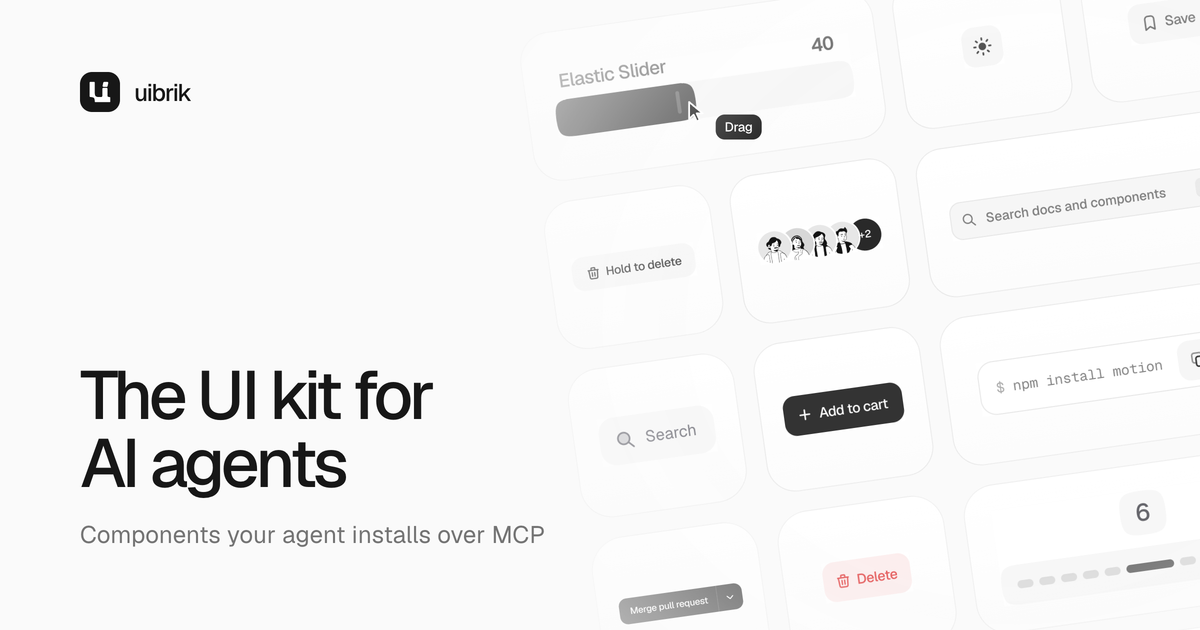 uibrik
The UI kit for
AI agents
Components your agent installs over MCP
Elastic Slider
40
Drag
Save
Hold to delete
+2
Search docs and components
Search
Add to cart
$ npm install motion
Merge pull request
Delete
6